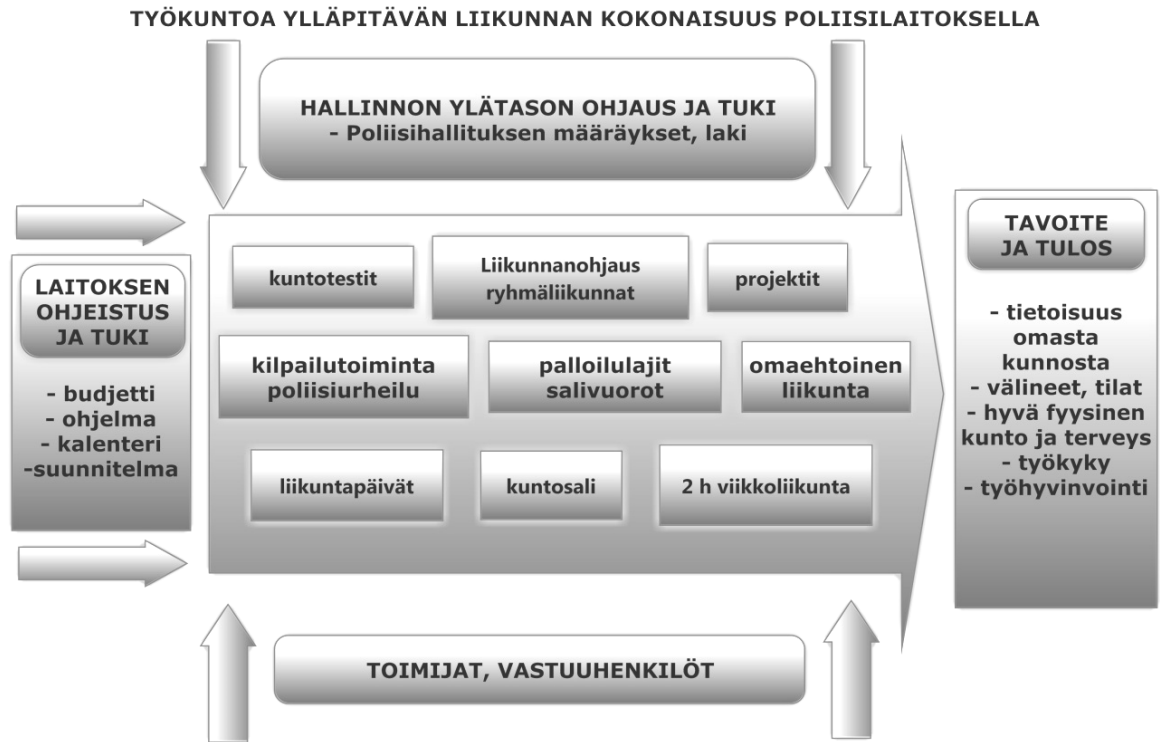 TYÖKUNTOA YLLÄPITÄVÄN LIIKUNNAN KOKONAISUUS POLIISILAITOKSELLA
HALLINNON YLÄTASON OHJAUS JA TUKI
- Poliisihallituksen määräykset, laki
LAITOKSEN
OHJEISTUS
JA TUKI
- budjetti
- ohjelma
- kalenteri
-suunnitelma
kuntotestit
Liikunnanohjaus
ryhmäliikunnat
projektit
kilpailutoiminta
poliisiurheilu
palloilulajit
salivuorot
omaehtoinen
liikunta
liikuntapäivät
kuntosali
2 h viikkoliikunta
TAVOITE
JA TULOS
- tietoisuus
omasta
kunnosta
- välineet, tilat
- hyvä fyysinen
kunto ja terveys
- työkyky
- työhyvinvointi
TOIMIJAT, VASTUUHENKILÖT